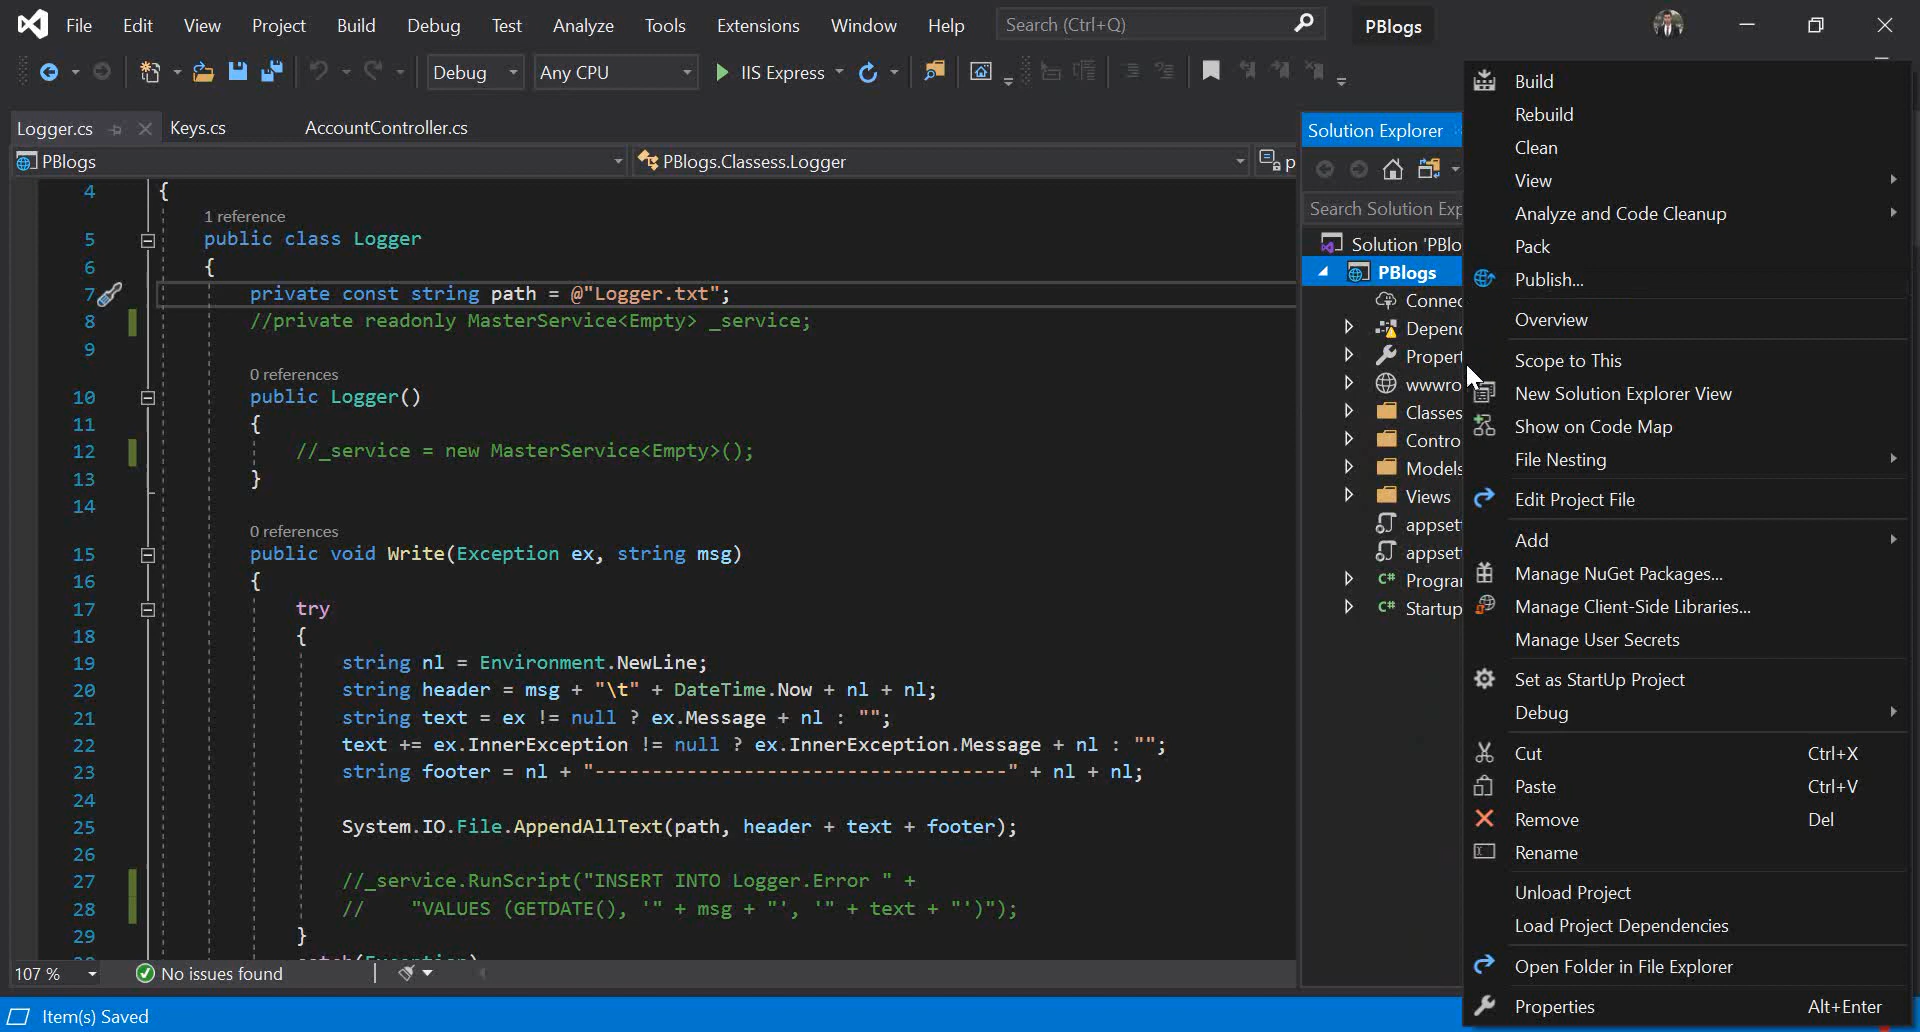 File Edit View Project Build Debug Test Analyze Tools Extensions Window Help Search (Ctrl+Q) PBlogs
Debug Any CPU IIS Express
Logger.cs Keys.cs AccountController.cs
PBlogs PBlogs.Classess.Logger p
4 {
1 reference
5 public class Logger
6 {
7 private const string path = @"Logger.txt";
8 //private readonly MasterService<Empty> _service;
9
0 references
10 public Logger()
11 {
12 //_service = new MasterService<Empty>();
13 }
14
0 references
15 public void Write(Exception ex, string msg)
16 {
17 try
18 {
19 string nl = Environment.NewLine;
20 string header = msg + "\t" + DateTime.Now + nl + nl;
21 string text = ex != null ? ex.Message + nl : "";
22 text += ex.InnerException != null ? ex.InnerException.Message + nl : "";
23 string footer = nl + "------------------------------------" + nl + nl;
24
25 System.IO.File.AppendAllText(path, header + text + footer);
26
27 //_service.RunScript("INSERT INTO Logger.Error " +
28 // "VALUES (GETDATE(), '" + msg + "', '" + text + "')");
29 }
107 % No issues found
Item(s) Saved
Solution Explorer
Search Solution Exp
Solution 'PBlo
PBlogs
Connec
Depend
Propert
wwwro
Classes
Contro
Models
Views
appset
appset
C# Program
C# Startup
Build
Rebuild
Clean
View
Analyze and Code Cleanup
Pack
Publish...
Overview
Scope to This
New Solution Explorer View
Show on Code Map
File Nesting
Edit Project File
Add
Manage NuGet Packages...
Manage Client-Side Libraries...
Manage User Secrets
Set as StartUp Project
Debug
Cut Ctrl+X
Paste Ctrl+V
Remove Del
Rename
Unload Project
Load Project Dependencies
Open Folder in File Explorer
Properties Alt+Enter